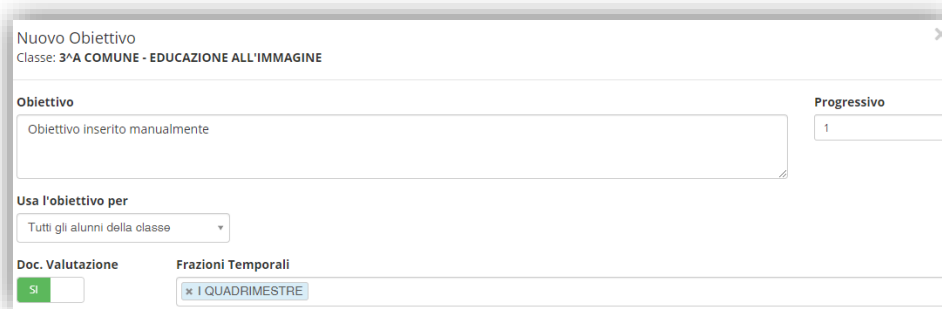 Nuovo Obiettivo
Classe: 3^A COMUNE - EDUCAZIONE ALL'IMMAGINE
Obiettivo
Progressivo
Obiettivo inserito manualmente
1
Usa l'obiettivo per
Tutti gli alunni della classe
Doc. Valutazione
Frazioni Temporali
SI
× I QUADRIMESTRE